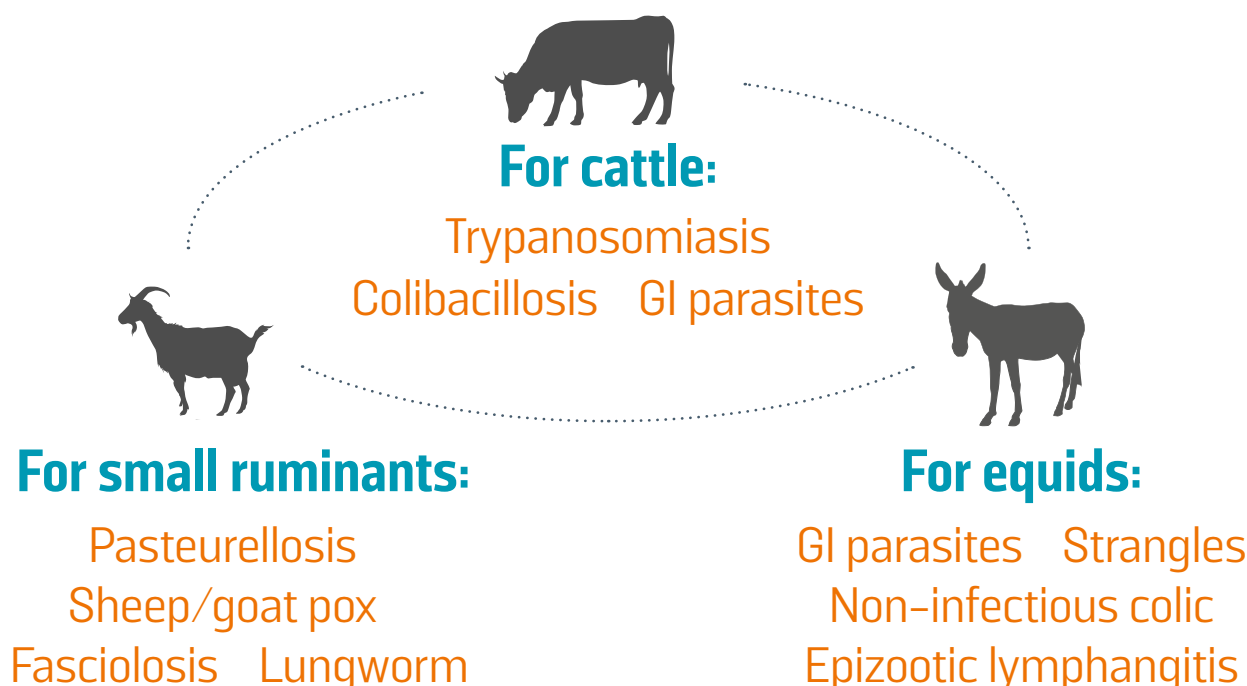 For cattle:
Trypanosomiasis
Colibacillosis GI parasites
For small ruminants:
Pasteurellosis
Sheep/goat pox
Fasciolosis Lungworm
For equids:
GI parasites Strangles
Non-infectious colic
Epizootic lymphangitis